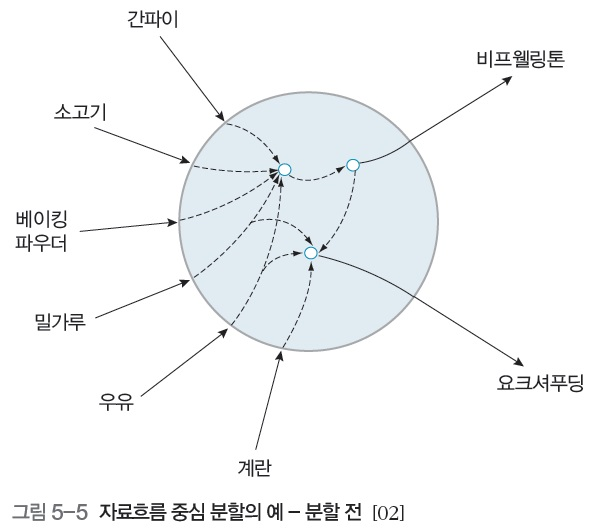 간파이
비프웰링톤
소고기
베이킹
파우더
밀가루
우유
요크셔푸딩
계란
그림 5–5 자료흐름 중심 분할의 예 – 분할 전 [02]